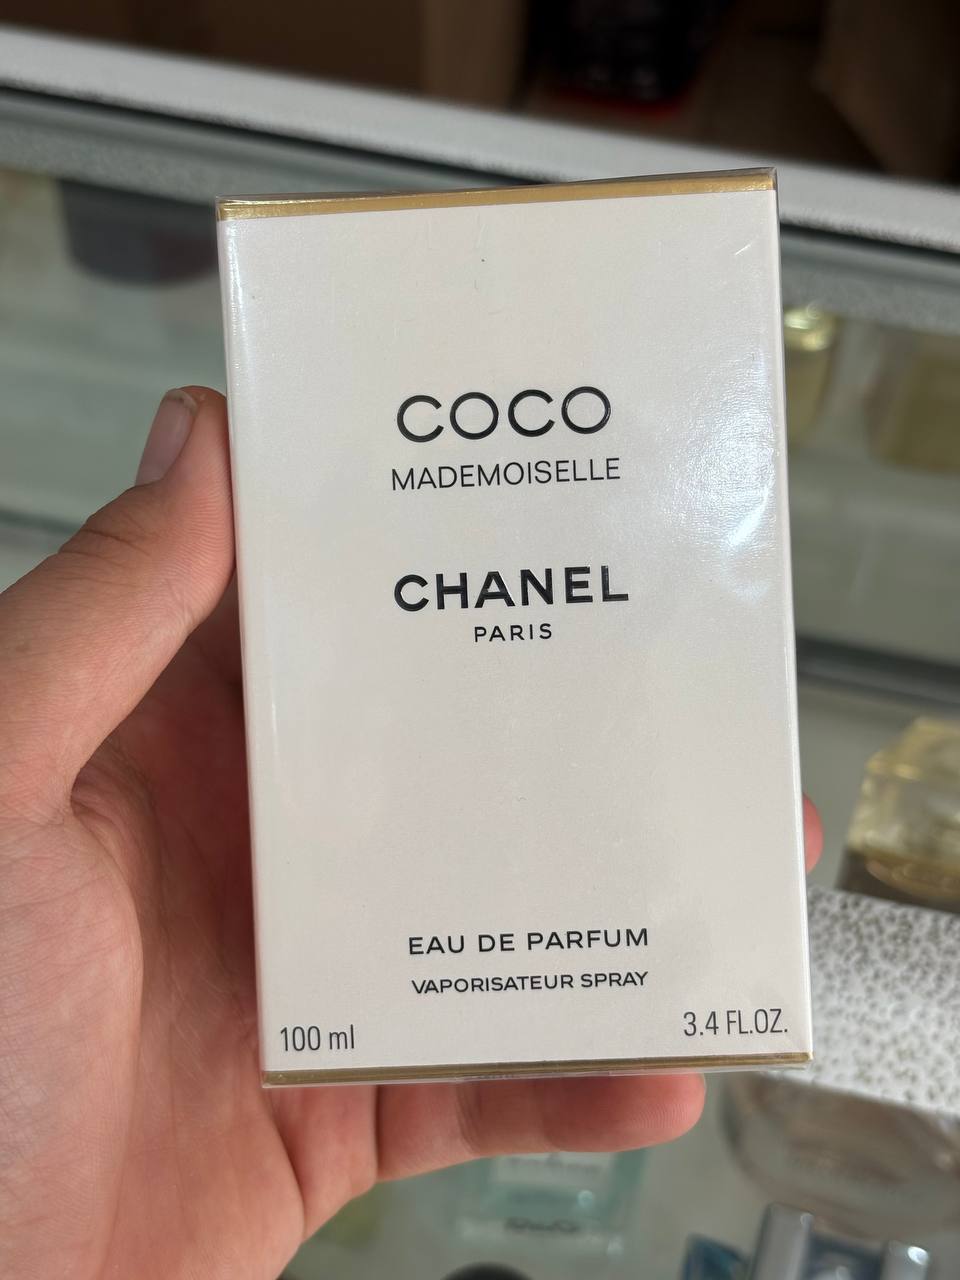 COCO
MADEMOISELLE
CHANEL
PARIS
EAU DE PARFUM
VAPORISATEUR SPRAY
100 ml
3.4 FL.OZ.